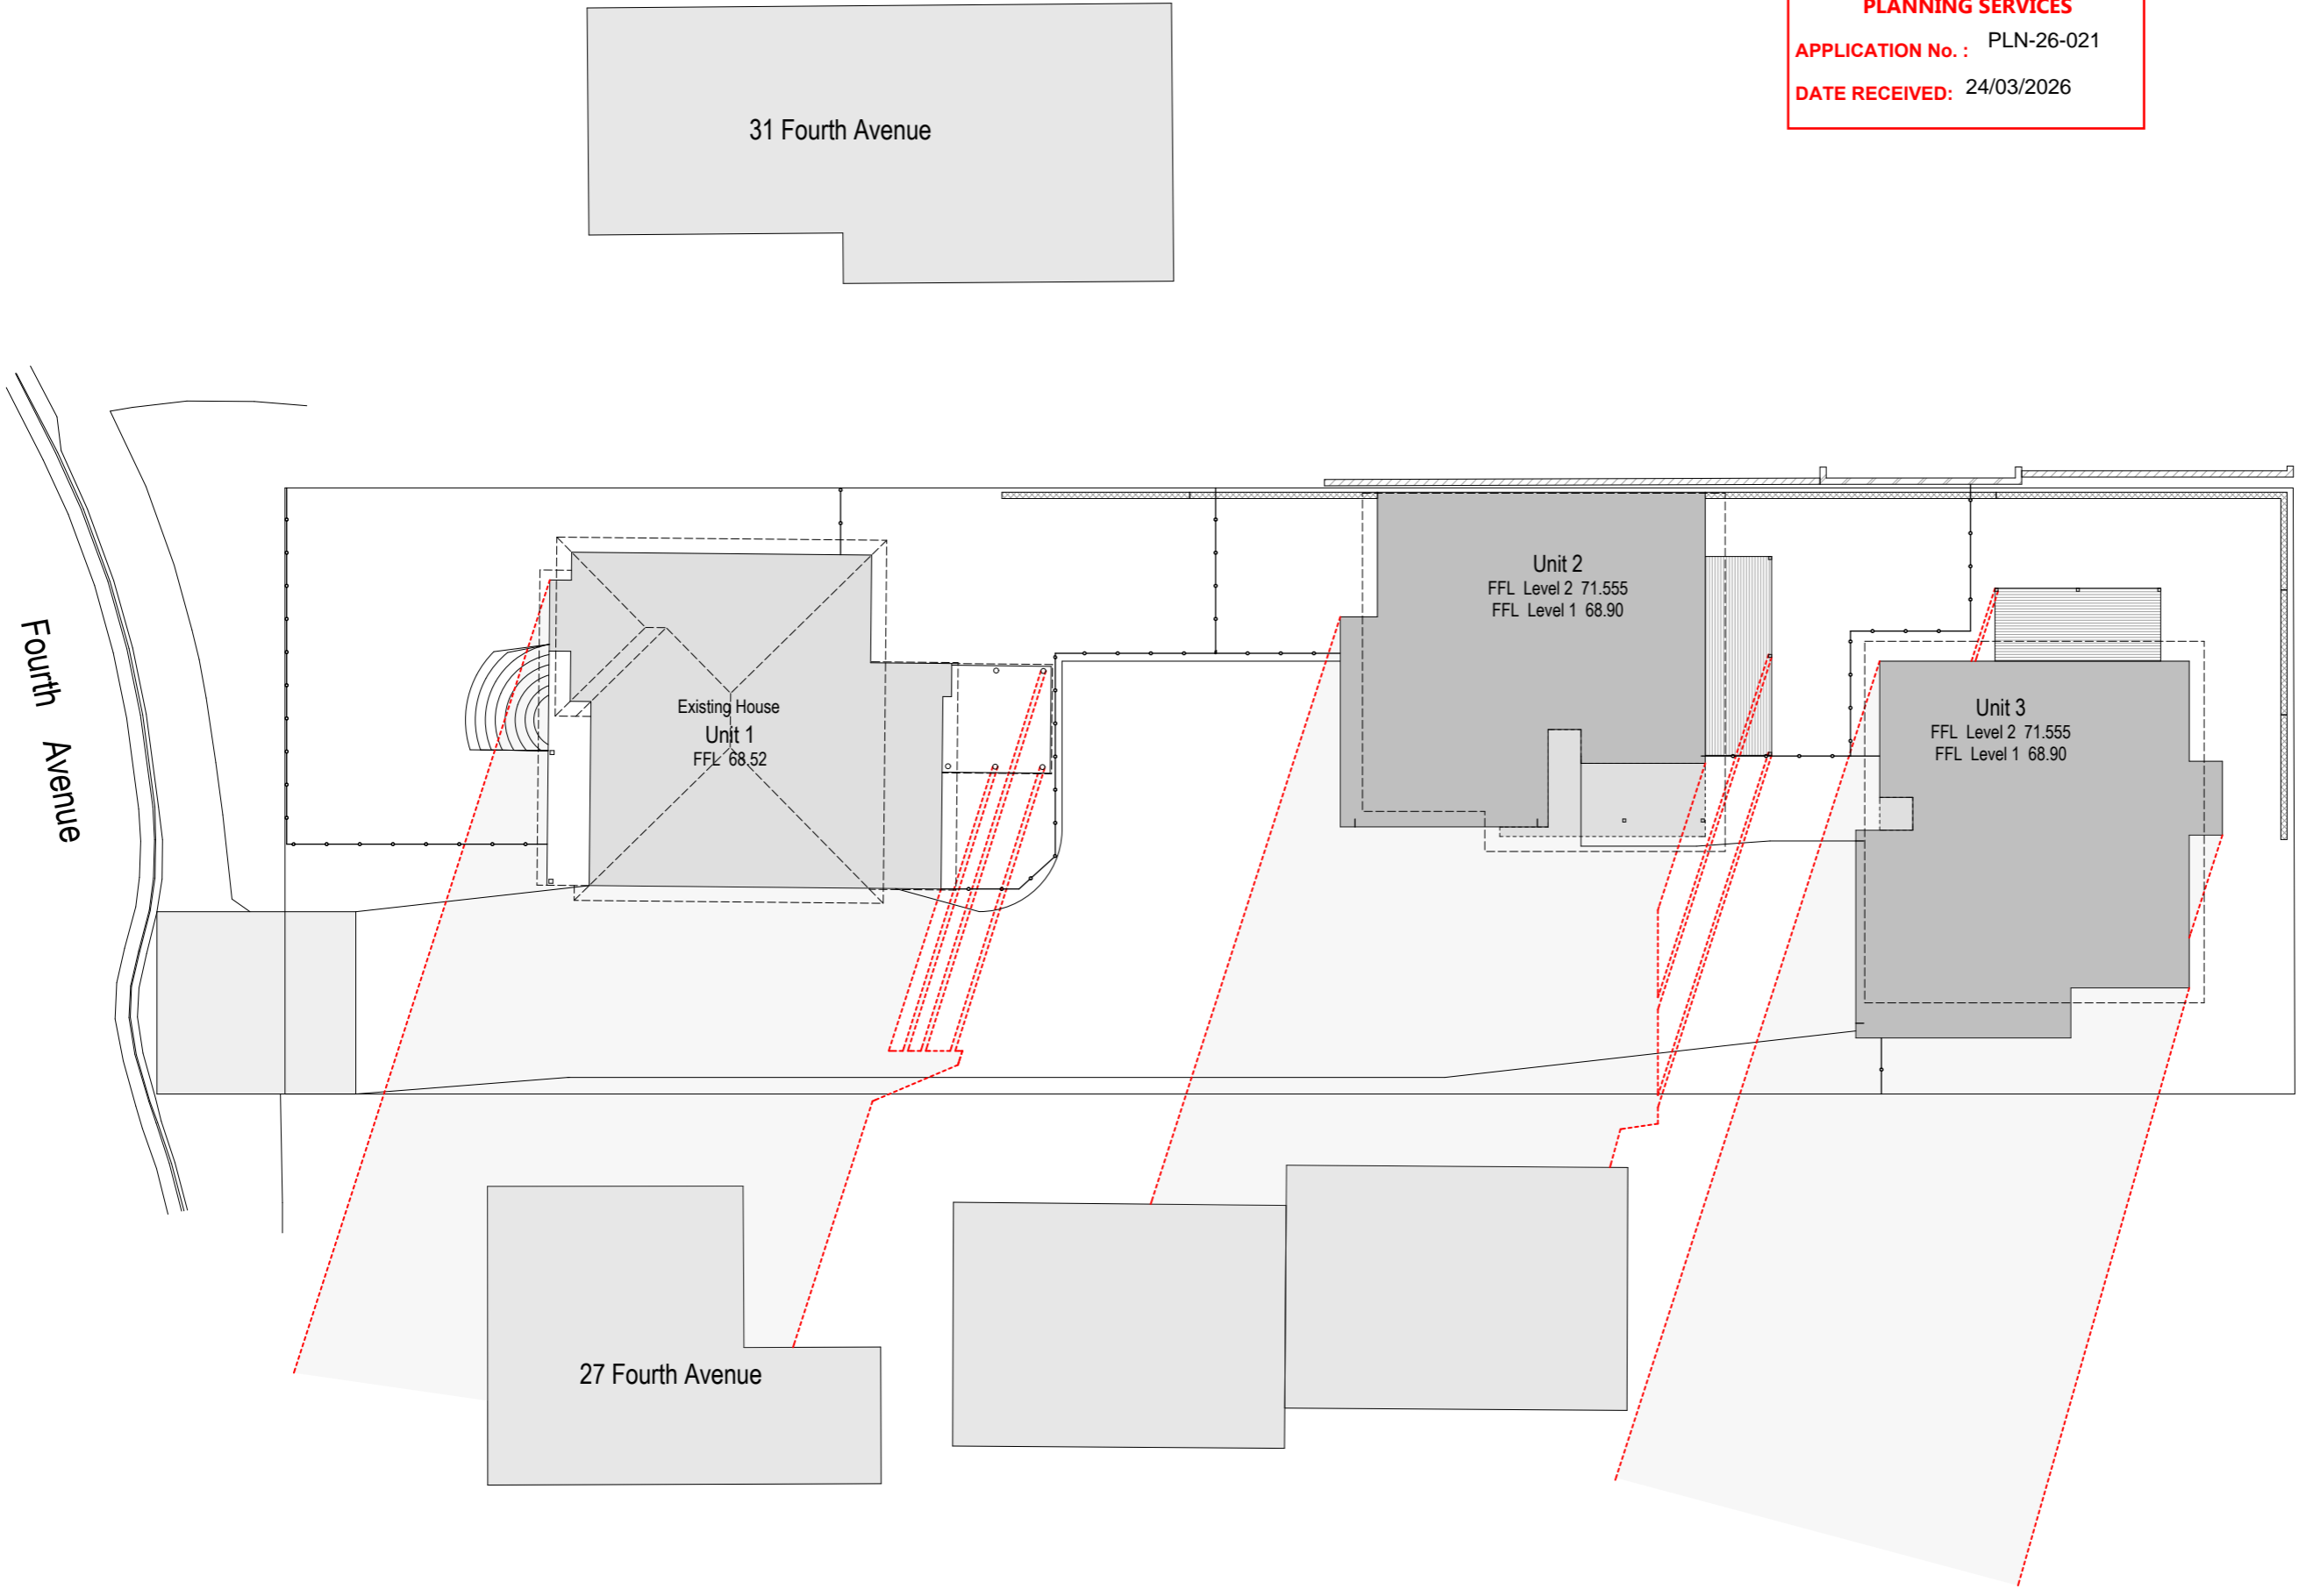 PLANNING SERVICES
APPLICATION No. : PLN-26-021
DATE RECEIVED: 24/03/2026
31 Fourth Avenue
Fourth Avenue
Existing House
Unit 1
FFL 68.52
Unit 2
FFL Level 2 71.555
FFL Level 1 68.90
Unit 3
FFL Level 2 71.555
FFL Level 1 68.90
27 Fourth Avenue